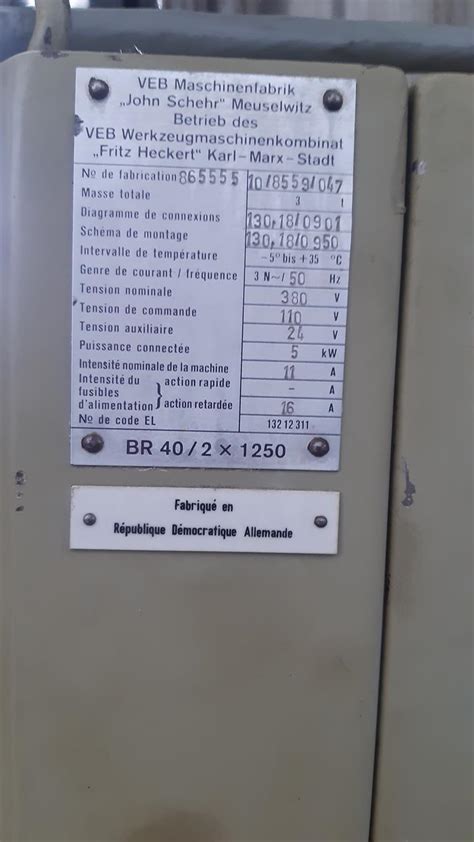 VEB Maschinenfabrik
„John Schehr" Meuselwitz
Betrieb des
VEB Werkzeugmaschinenkombinat
„Fritz Heckert" Karl-Marx-Stadt
No de fabrication 865555 10/8559/047
Masse totale 3 t
Diagramme de connexions 130.18/0901
Schéma de montage 130.18/0950
Intervalle de température -5° bis +35 °C
Genre de courant / fréquence 3 N~/ 50 Hz
Tension nominale 380 V
Tension de commande 110 V
Tension auxiliaire 24 V
Puissance connectée 5 kW
Intensité nominale de la machine 11 A
Intensité du fusibles d'alimentation } action rapide - A
action retardée 16 A
No de code EL 132 12 311
BR 40/2 × 1250
Fabriqué en
République Démocratique Allemande